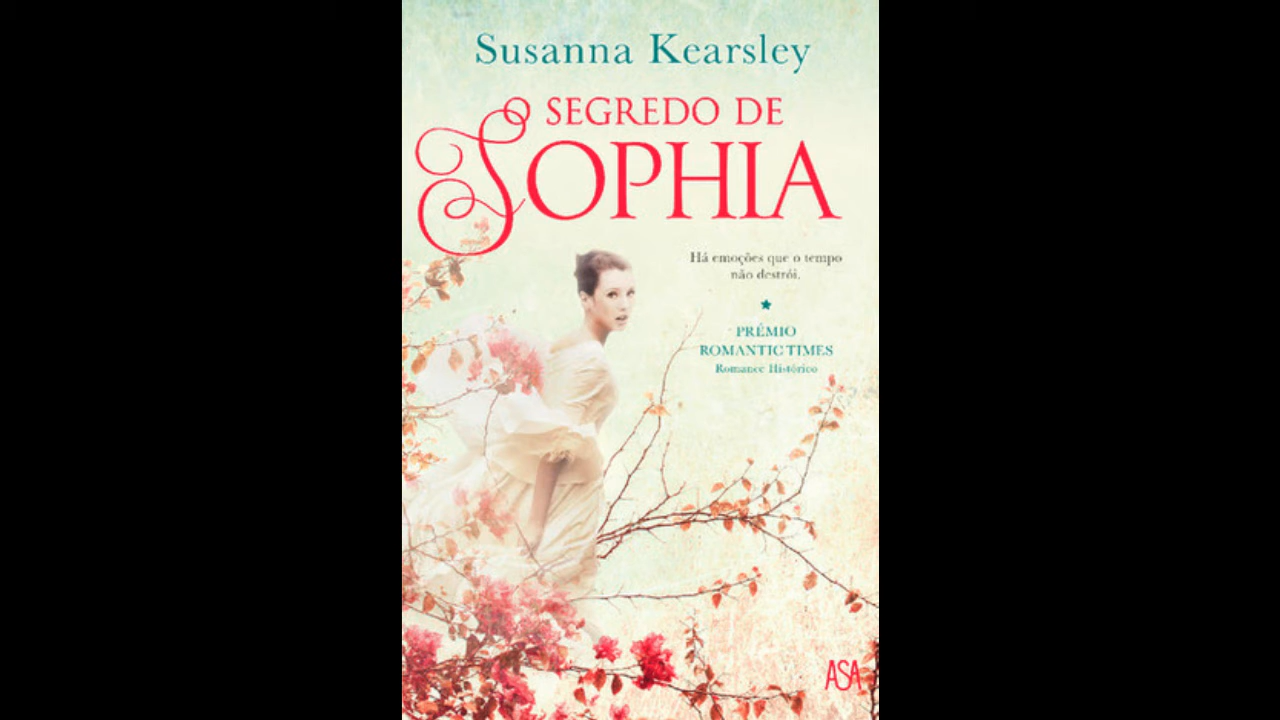 Susanna Kearsley
O SEGREDO DE
SOPHIA
Há emoções que o tempo
não destrói.
PRÉMIO
ROMANTIC TIMES
Romance Histórico
ASA